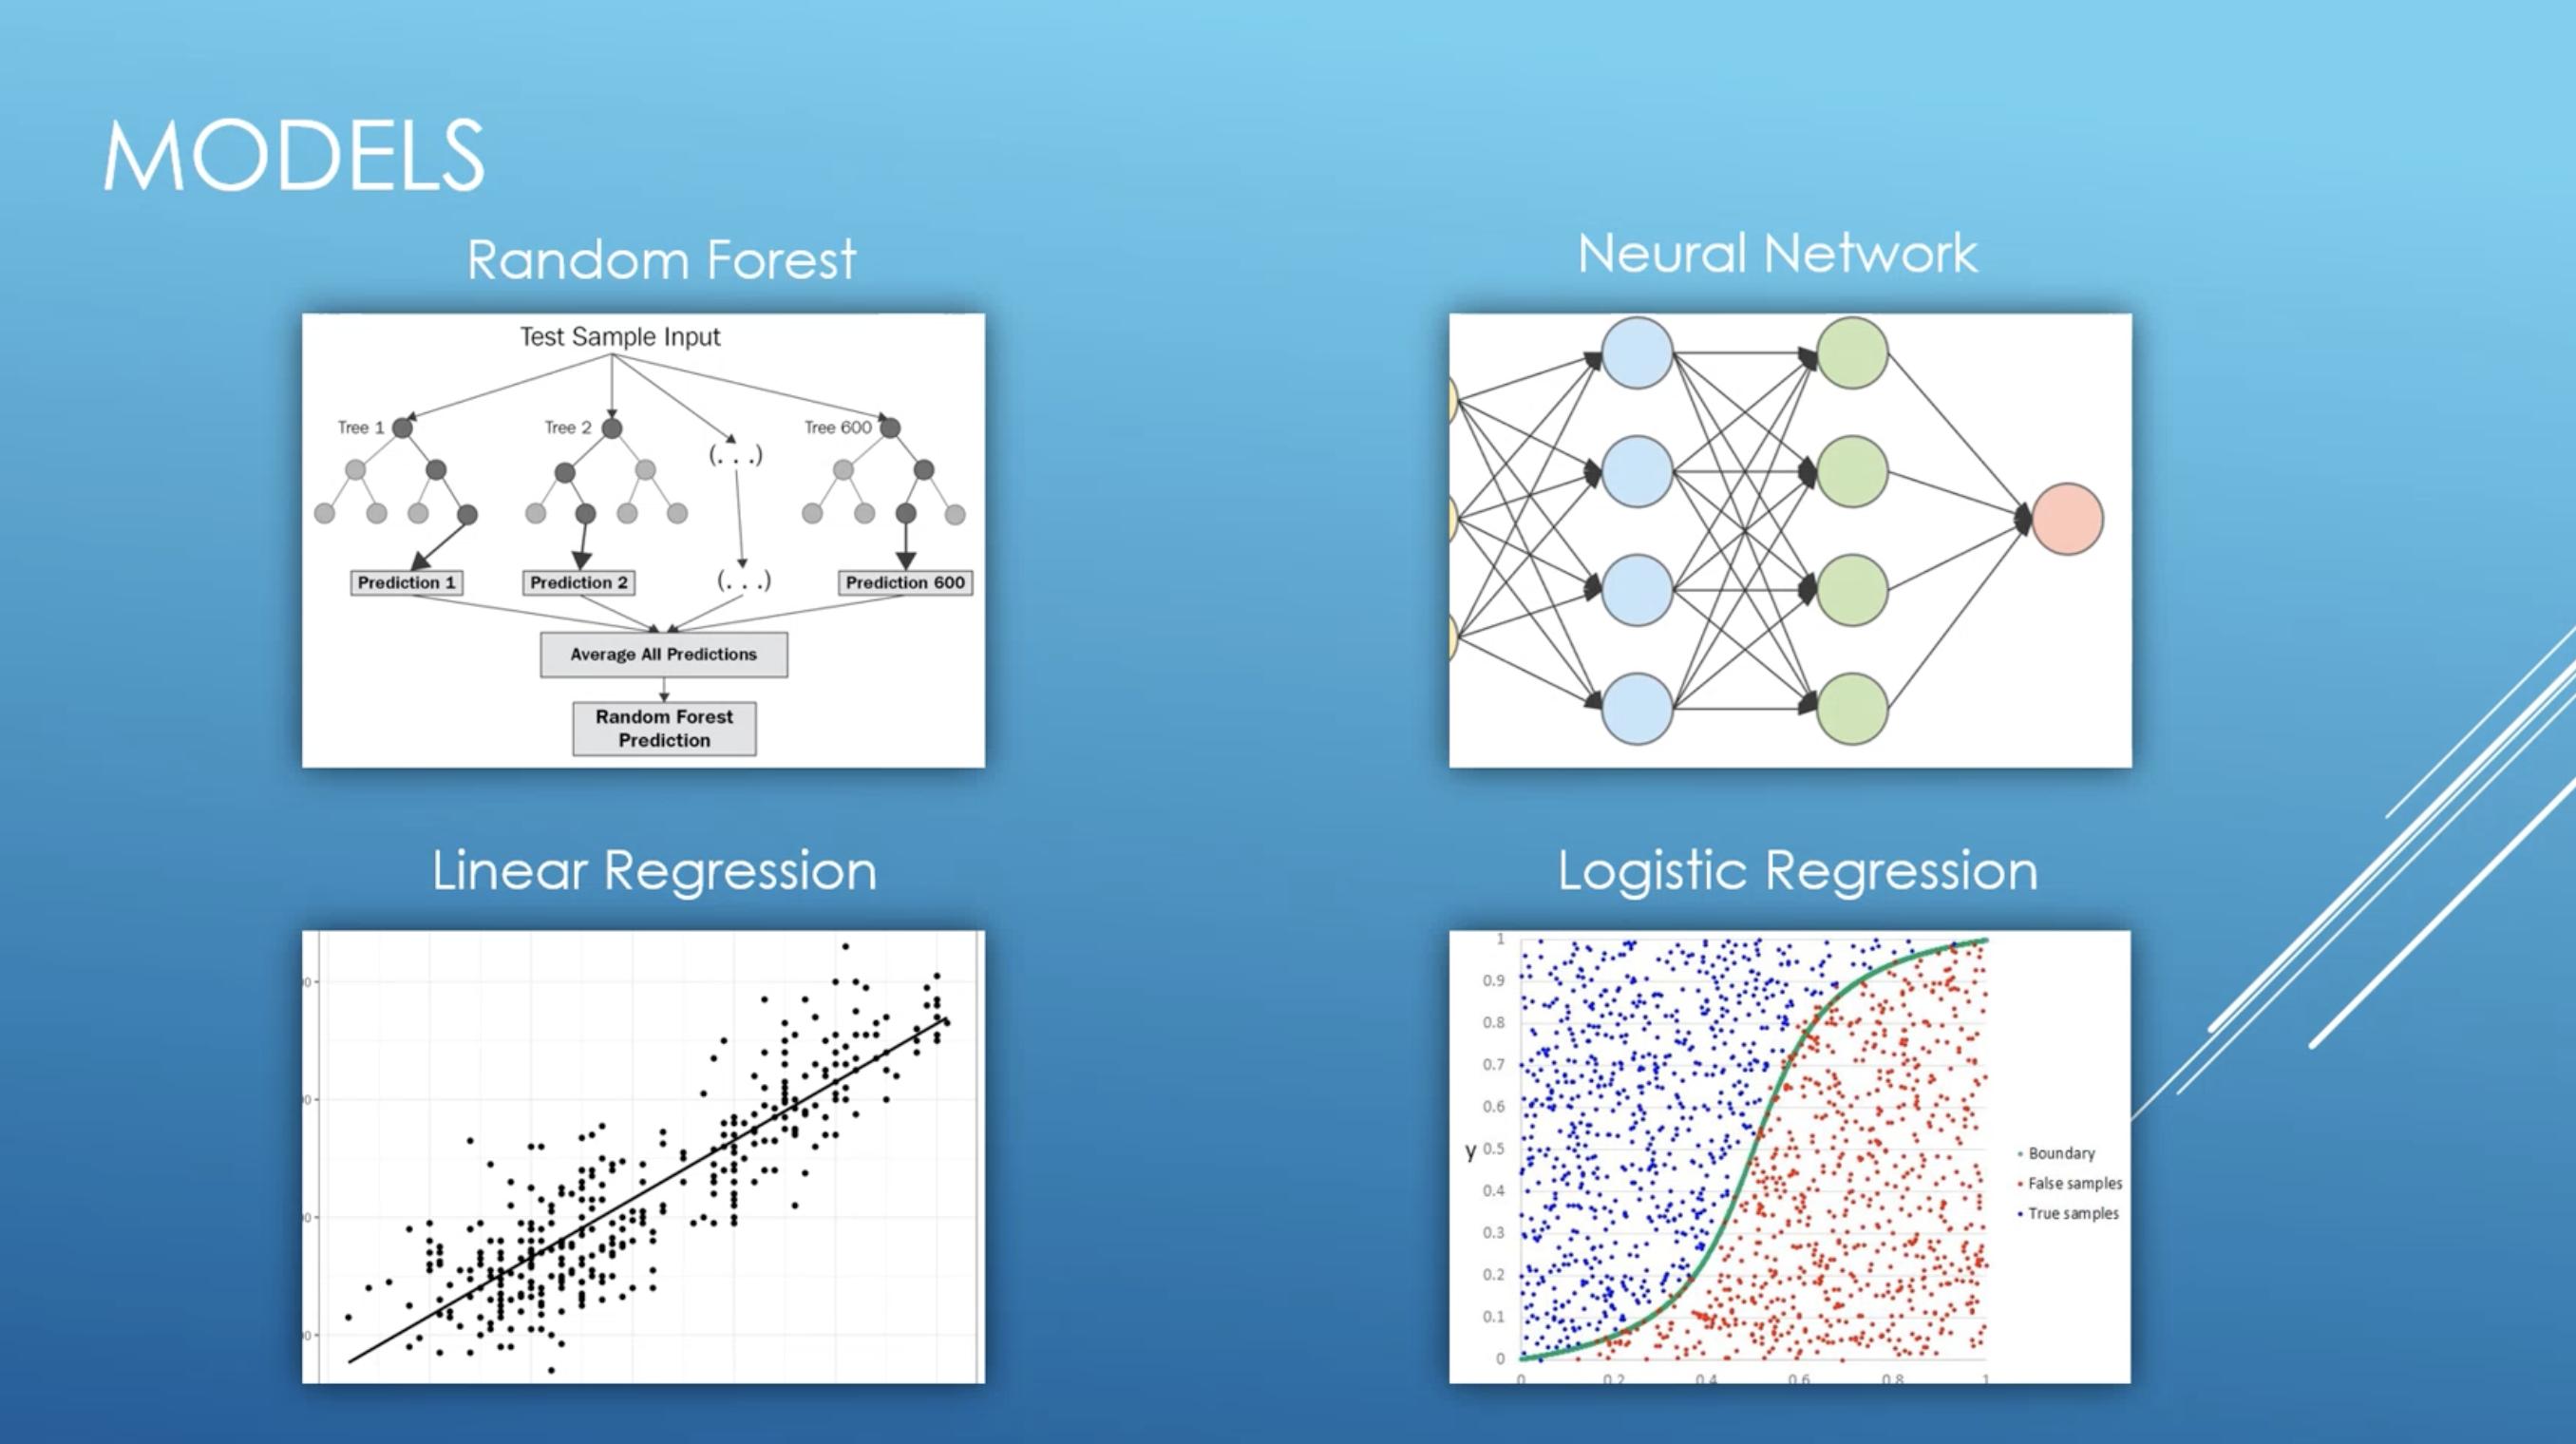 MODELS
Random Forest
Test Sample Input
Tree 1
Tree 2
Tree 600
(. . .)
Prediction 1
Prediction 2
(. . .)
Prediction 600
Average All Predictions
Random Forest
Prediction
Neural Network
Linear Regression
Logistic Regression
1
0.9
0.8
0.7
0.6
y 0.5
0.4
0.3
0.2
0.1
0
0 0.2 0.4 0.6 0.8 1
Boundary
False samples
True samples